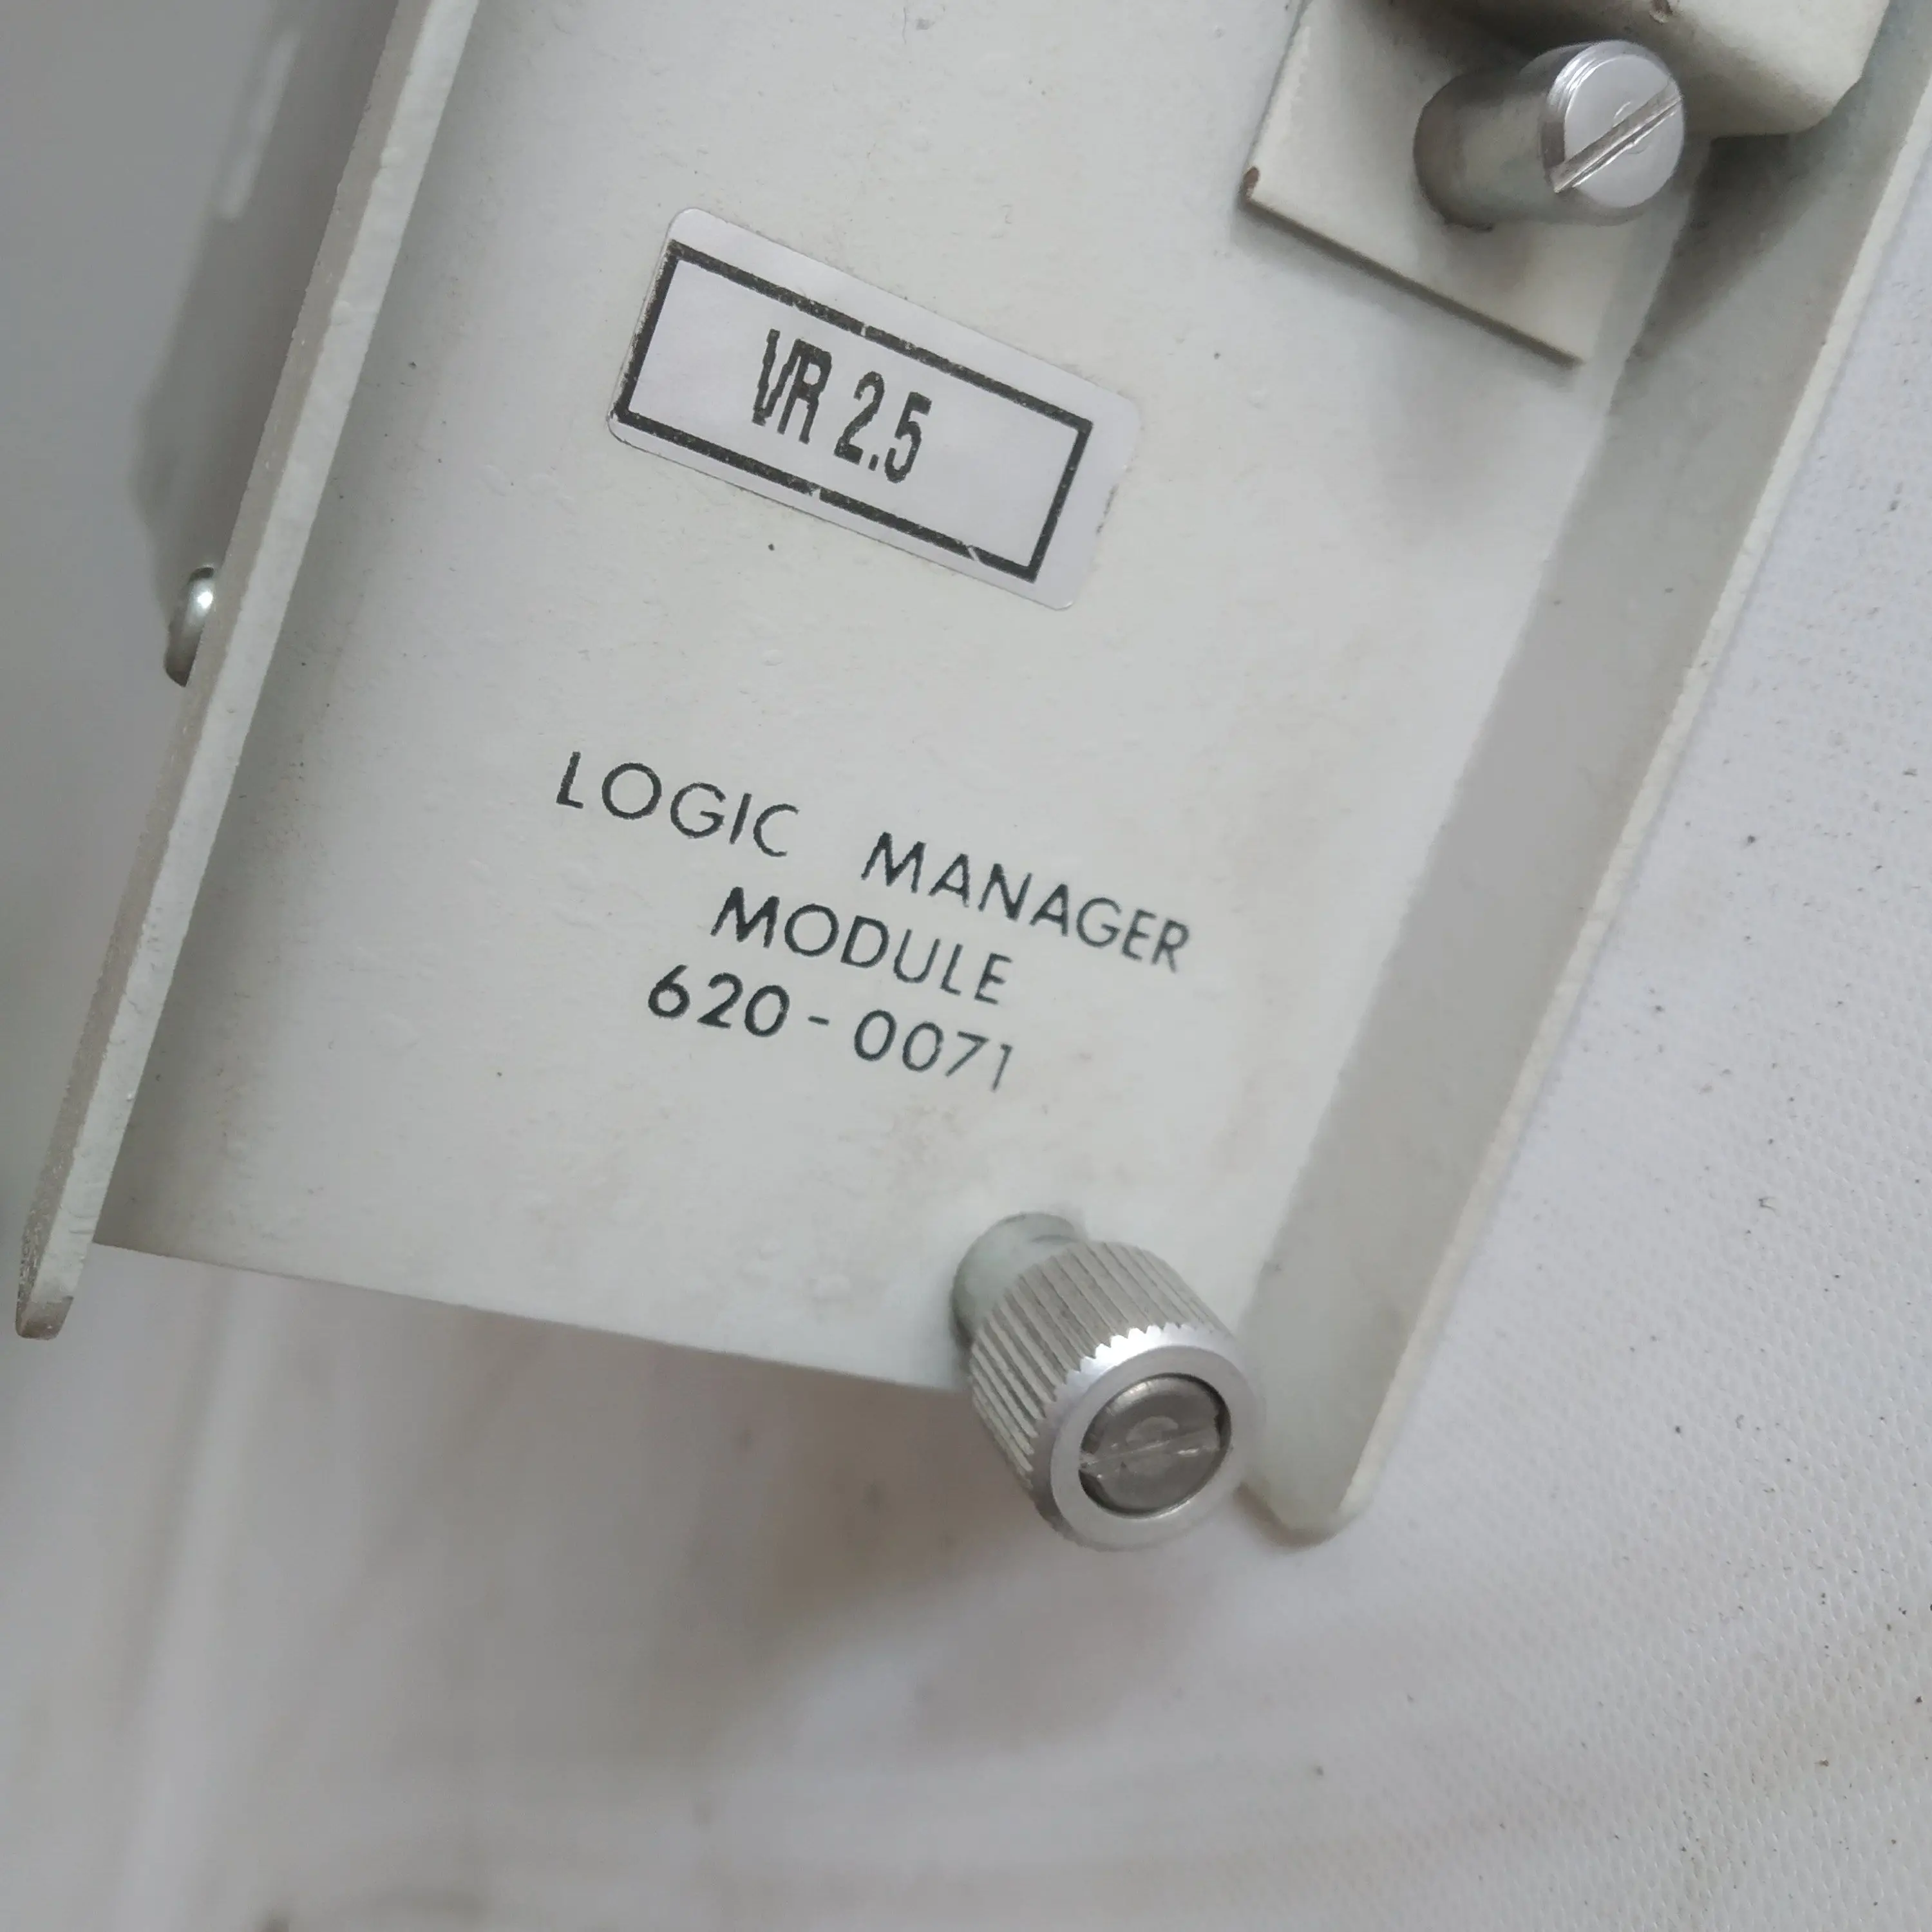 VR 2.5
LOGIC MANAGER
MODULE
620-0071